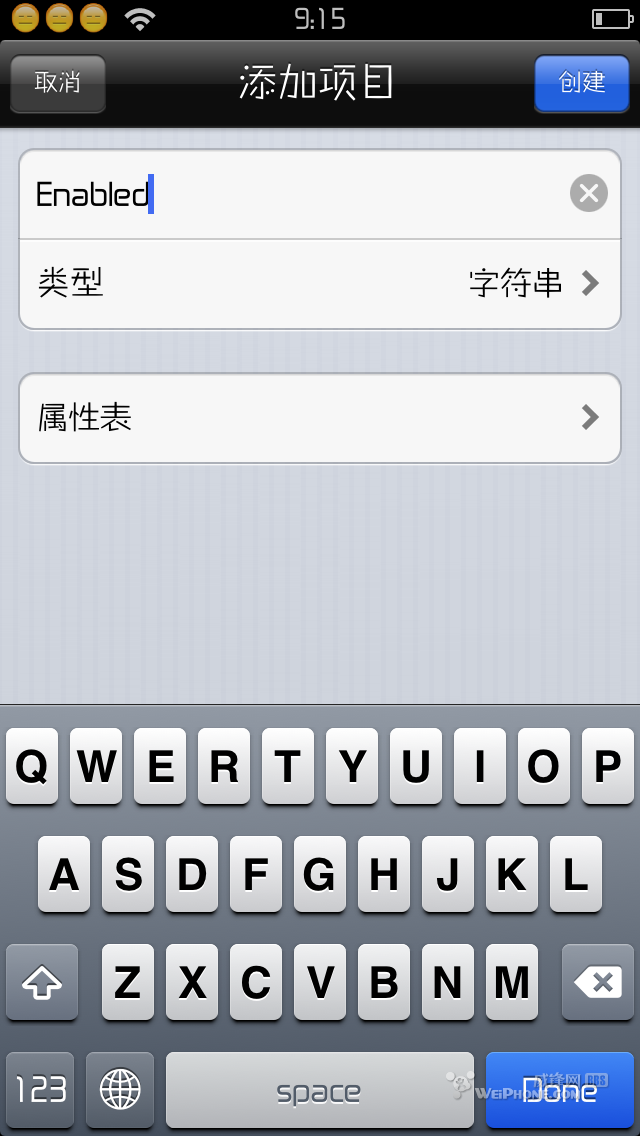 9:15
取消 添加项目 创建
Enabled
类型 字符串
属性表
Q W E R T Y U I O P
A S D F G H J K L
Z X C V B N M
123 space Done
威锋网 BBS
WEIPHONE.COM